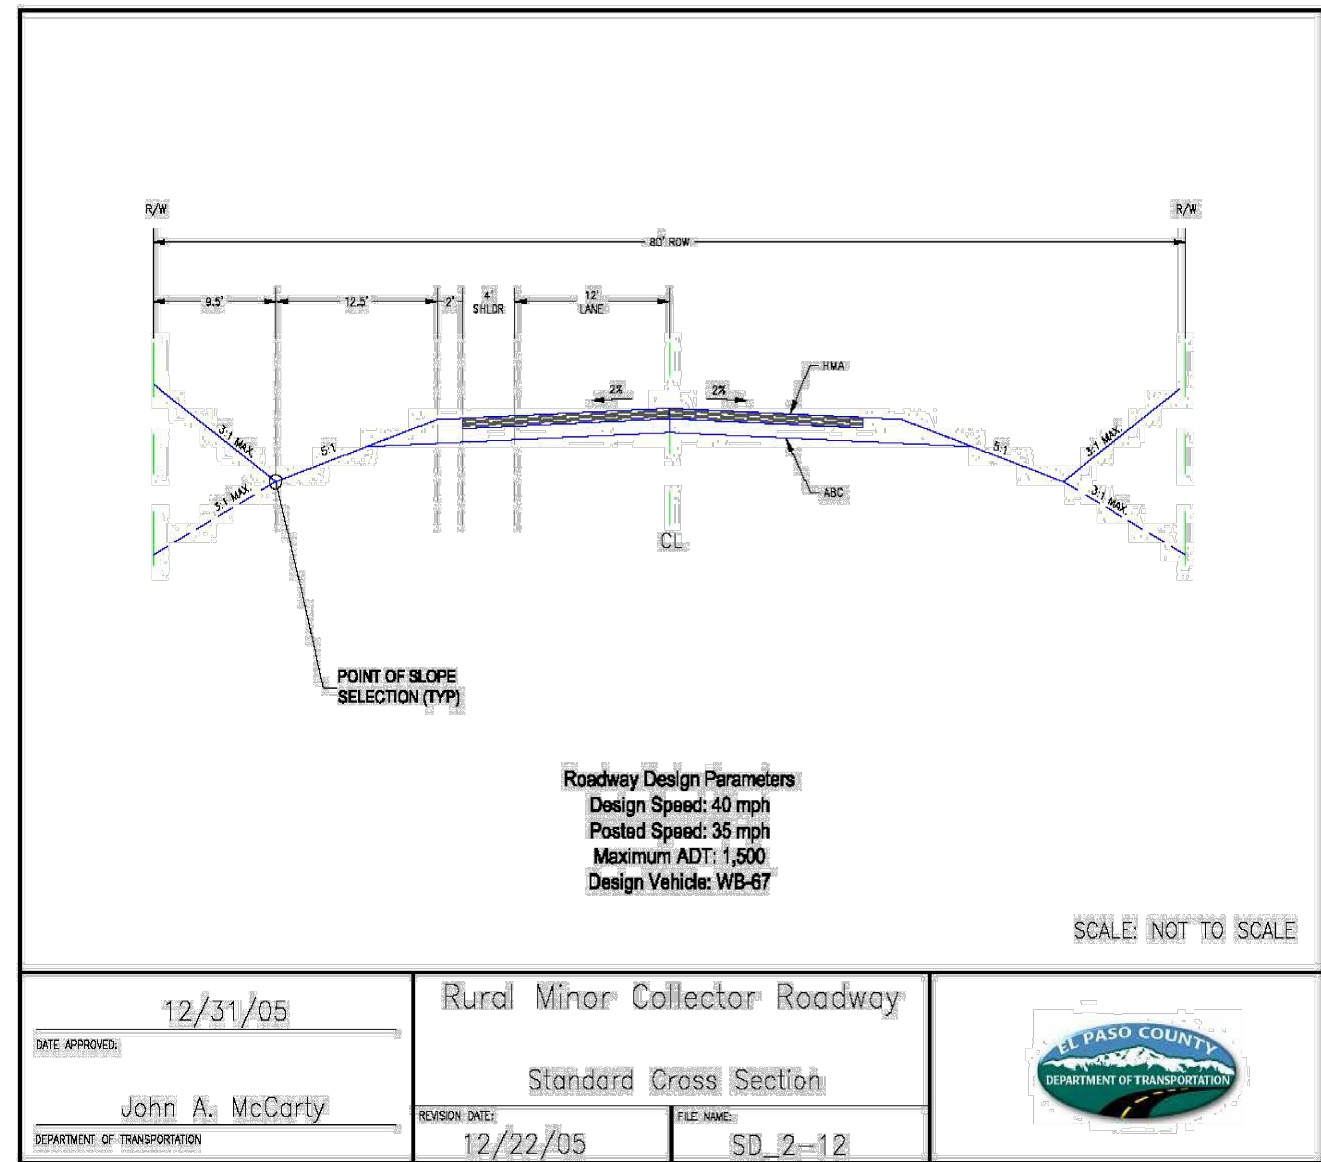 R/W
R/W
80' ROW
9.5'
12.5'
2'
4'
SHLDR
12'
LANE
HMA
2%
2%
3:1 MAX.
5:1
5:1
3:1 MAX.
3:1 MAX.
3:1 MAX.
ABC
CL
POINT OF SLOPE
SELECTION (TYP)
Roadway Design Parameters
Design Speed: 40 mph
Posted Speed: 35 mph
Maximum ADT: 1,500
Design Vehicle: WB-67
SCALE: NOT TO SCALE
12/31/05
DATE APPROVED:
John A. McCarty
DEPARTMENT OF TRANSPORTATION
Rural Minor Collector Roadway
Standard Cross Section
REVISION DATE:
12/22/05
FILE NAME:
SD_2-12
EL PASO COUNTY
DEPARTMENT OF TRANSPORTATION